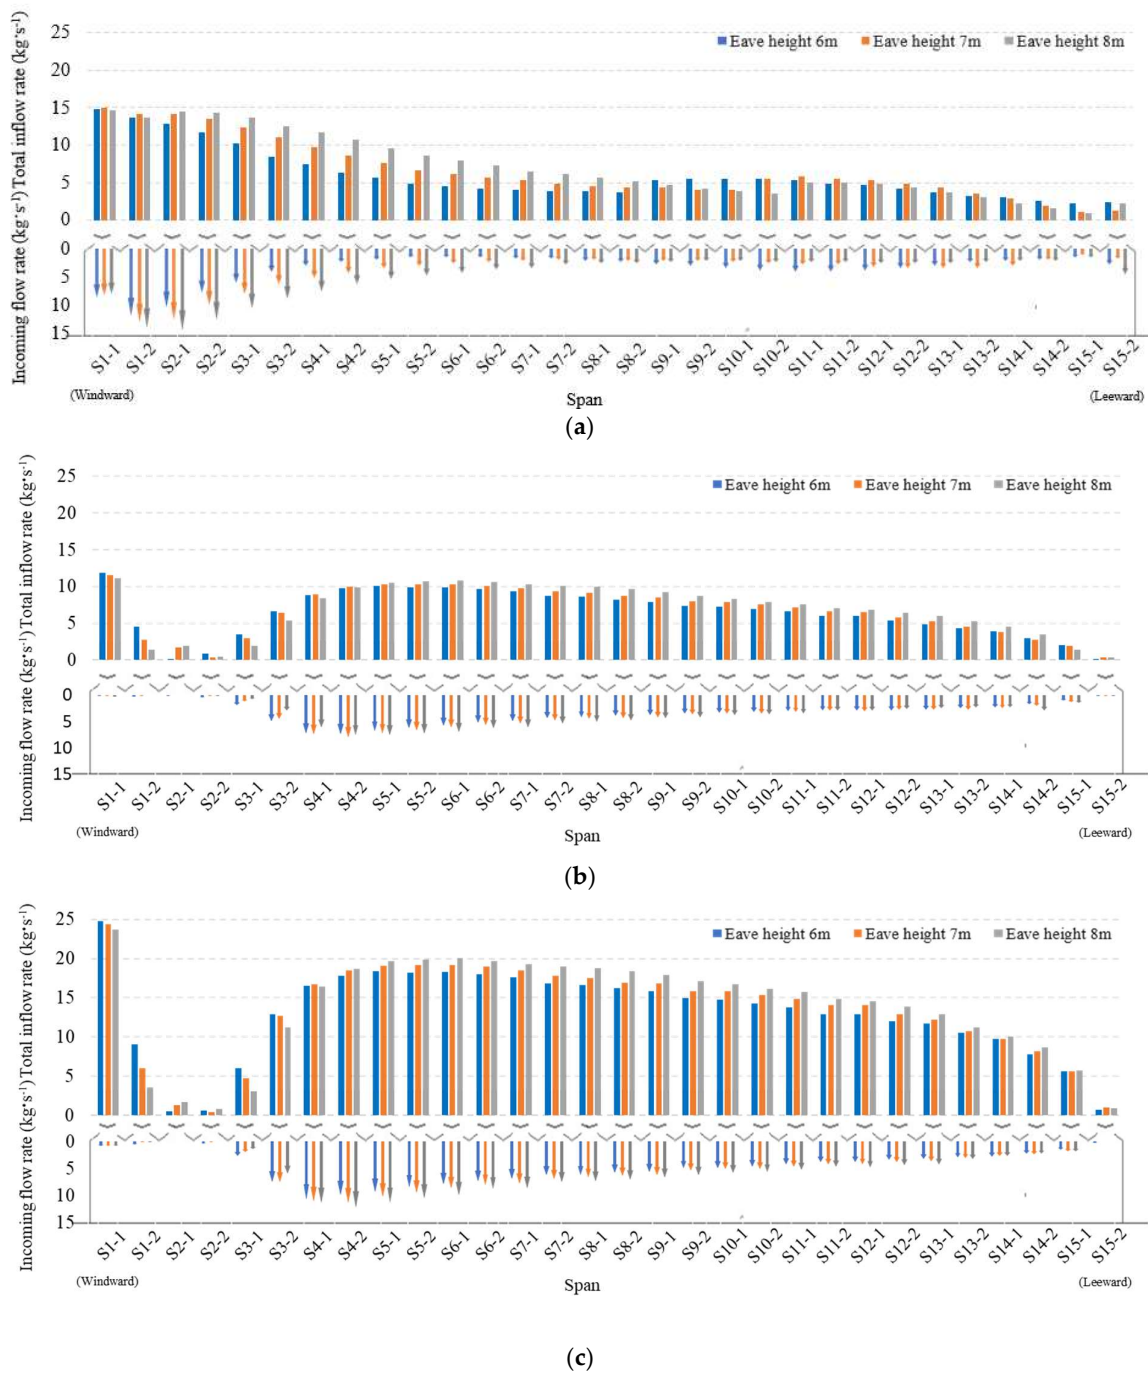 Incoming flow rate (kg•s⁻¹) Total inflow rate (kg•s⁻¹)
25
20
15
10
5
0
0
5
10
15
Eave height 6m Eave height 7m Eave height 8m
S1-1 S1-2 S2-1 S2-2 S3-1 S3-2 S4-1 S4-2 S5-1 S5-2 S6-1 S6-2 S7-1 S7-2 S8-1 S8-2 S9-1 S9-2 S10-1 S10-2 S11-1 S11-2 S12-1 S12-2 S13-1 S13-2 S14-1 S14-2 S15-1 S15-2
(Windward) Span (Leeward)
(a)
Incoming flow rate (kg•s⁻¹) Total inflow rate (kg•s⁻¹)
25
20
15
10
5
0
0
5
10
15
Eave height 6m Eave height 7m Eave height 8m
S1-1 S1-2 S2-1 S2-2 S3-1 S3-2 S4-1 S4-2 S5-1 S5-2 S6-1 S6-2 S7-1 S7-2 S8-1 S8-2 S9-1 S9-2 S10-1 S10-2 S11-1 S11-2 S12-1 S12-2 S13-1 S13-2 S14-1 S14-2 S15-1 S15-2
(Windward) Span (Leeward)
(b)
Incoming flow rate (kg•s⁻¹) Total inflow rate (kg•s⁻¹)
25
20
15
10
5
0
0
5
10
15
Eave height 6m Eave height 7m Eave height 8m
S1-1 S1-2 S2-1 S2-2 S3-1 S3-2 S4-1 S4-2 S5-1 S5-2 S6-1 S6-2 S7-1 S7-2 S8-1 S8-2 S9-1 S9-2 S10-1 S10-2 S11-1 S11-2 S12-1 S12-2 S13-1 S13-2 S14-1 S14-2 S15-1 S15-2
(Windward) Span (Leeward)
(c)